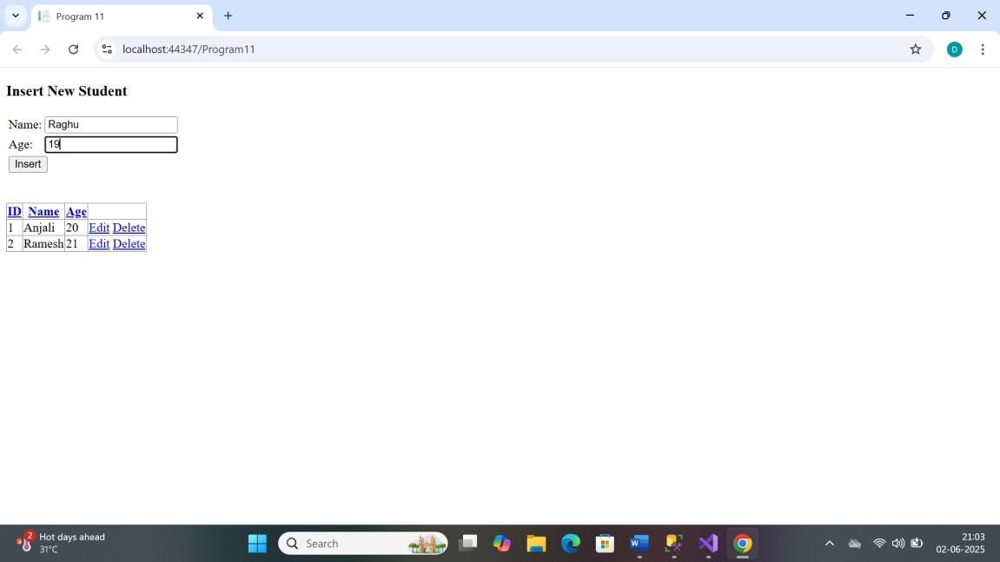 Program 11
localhost:44347/Program11
D
Insert New Student
Name: Raghu
Age: 19
Insert
ID Name Age
1 Anjali 20 Edit Delete
2 Ramesh 21 Edit Delete
2 Hot days ahead
31°C
Search
21:03
02-06-2025